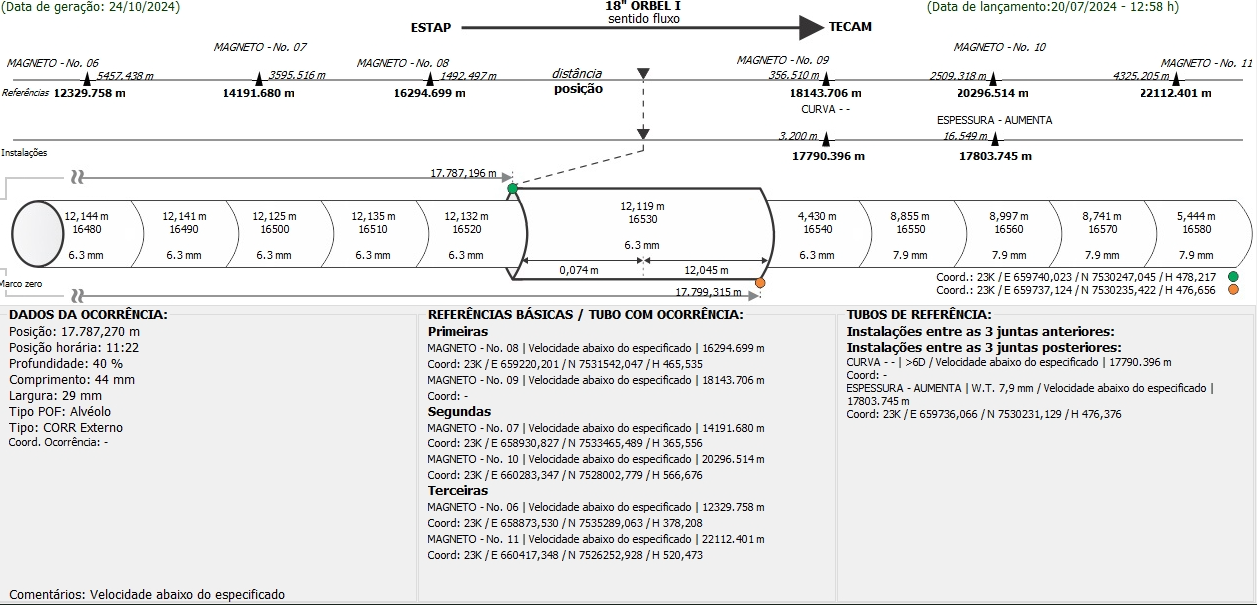 (Data de geração: 24/10/2024)
18" ORBEL I
(Data de lançamento:20/07/2024 - 12:58 h)
sentido fluxo
ESTAP
TECAM
MAGNETO - No. 07
MAGNETO - No. 10
MAGNETO - No. 06
MAGNETO - No. 08
MAGNETO - No. 09
MAGNETO - No. 11
5457.438 m
3595.516 m
1492.497m
distância
356.510 m
2509.318 m
4325.205 m
Referências
12329.758 m
14191.680 m
16294.699 m
posição
18143.706 m
20296.514 m
22112.401 m
CURVA - -
ESPESSURA - AUMENTA
3.200 m
16.549 m
Instalações
17790.396 m
17803.745 m
17.787,196 m
12,144 m
12,141 m
12,125 m
12,135 m
12,132 m
12,119 m
4,430 m
8,855 m
8,997 m
8,741 m
5,444 m
16480
16490
16500
16510
16520
16530
16540
16550
16560
16570
16580
6.3 mm
6.3 mm
6.3 mm
6.3 mm
6.3 mm
6.3 mm
6.3 mm
7.9 mm
7.9 mm
7.9 mm
7.9 mm
0,074 m
12,045 m
Coord.: 23K / E 659740,023 / N 7530247,045 / H 478,217
Marco zero
17.799,315 m
Coord.: 23K / E 659737,124 / N 7530235,422 / H 476,656
DADOS DA OCORRÊNCIA:
Posição: 17.787,270 m
Posição horária: 11:22
Profundidade: 40 %
Comprimento: 44 mm
Largura: 29 mm
Tipo POF: Alvéolo
Tipo: CORR Externo
Coord. Ocorrência: -
Comentários: Velocidade abaixo do especificado
REFERÊNCIAS BÁSICAS / TUBO COM OCORRÊNCIA:
Primeiras
MAGNETO - No. 08 | Velocidade abaixo do especificado | 16294.699 m
Coord: 23K / E 659220,201 / N 7531542,047 / H 465,535
MAGNETO - No. 09 | Velocidade abaixo do especificado | 18143.706 m
Coord: -
Segundas
MAGNETO - No. 07 | Velocidade abaixo do especificado | 14191.680 m
Coord: 23K / E 658930,827 / N 7533465,489 / H 365,556
MAGNETO - No. 10 | Velocidade abaixo do especificado | 20296.514 m
Coord: 23K / E 660283,347 / N 7528002,779 / H 566,676
Terceiras
MAGNETO - No. 06 | Velocidade abaixo do especificado | 12329.758 m
Coord: 23K / E 658873,530 / N 7535289,063 / H 378,208
MAGNETO - No. 11 | Velocidade abaixo do especificado | 22112.401 m
Coord: 23K / E 660417,348 / N 7526252,928 / H 520,473
TUBOS DE REFERÊNCIA:
Instalações entre as 3 juntas anteriores:
Instalações entre as 3 juntas posteriores:
CURVA - - | >6D / Velocidade abaixo do especificado | 17790.396 m
Coord: -
ESPESSURA - AUMENTA | W.T. 7,9 mm / Velocidade abaixo do especificado |
17803.745 m
Coord: 23K / E 659736,066 / N 7530231,129 / H 476,376